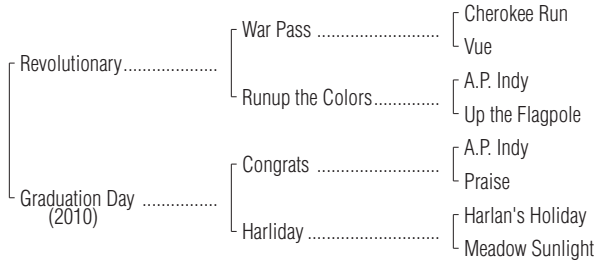 Cherokee Run
War Pass ........................
Vue
Revolutionary...................
A.P. Indy
Runup the Colors.............
Up the Flagpole
A.P. Indy
Congrats ........................
Praise
Graduation Day ...............
(2010)
Harlan's Holiday
Harliday ..........................
Meadow Sunlight